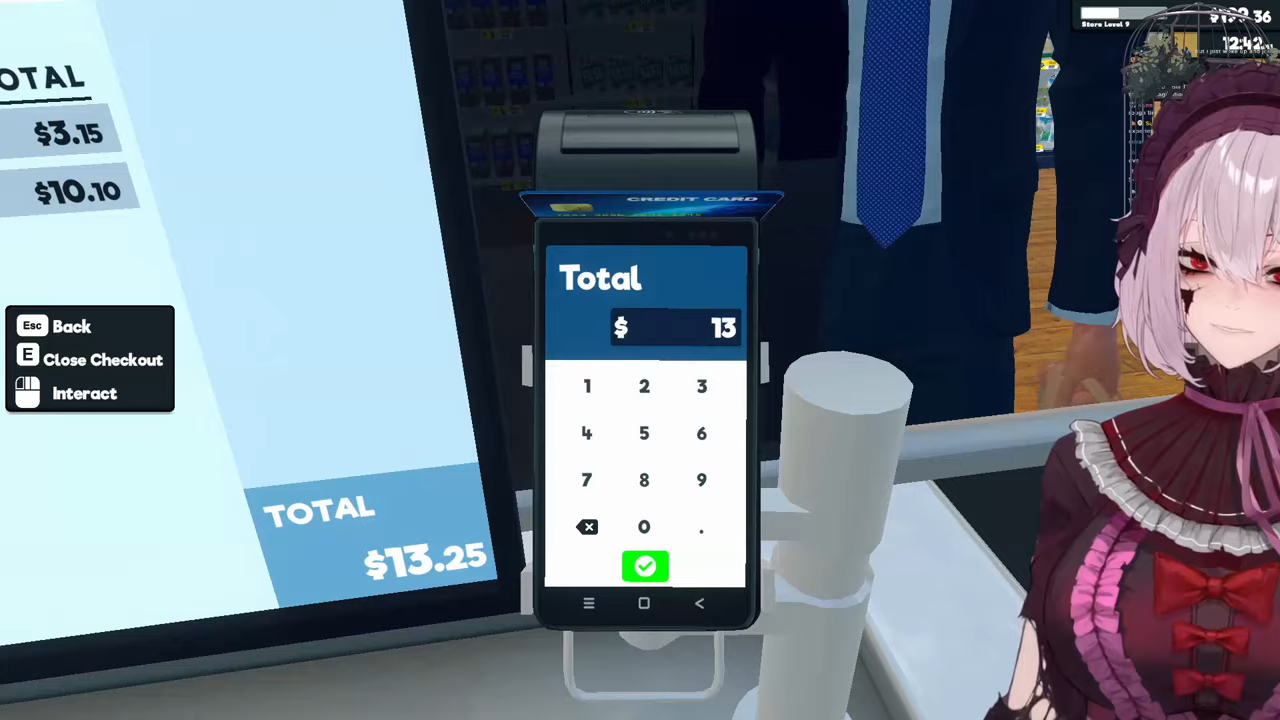 OTAL
$3.15
$10.10
Esc Back
E Close Checkout
Interact
TOTAL
$13.25
CREDIT CARD
Total
$ 13
1 2 3
4 5 6
7 8 9
0 .
Store Level 9